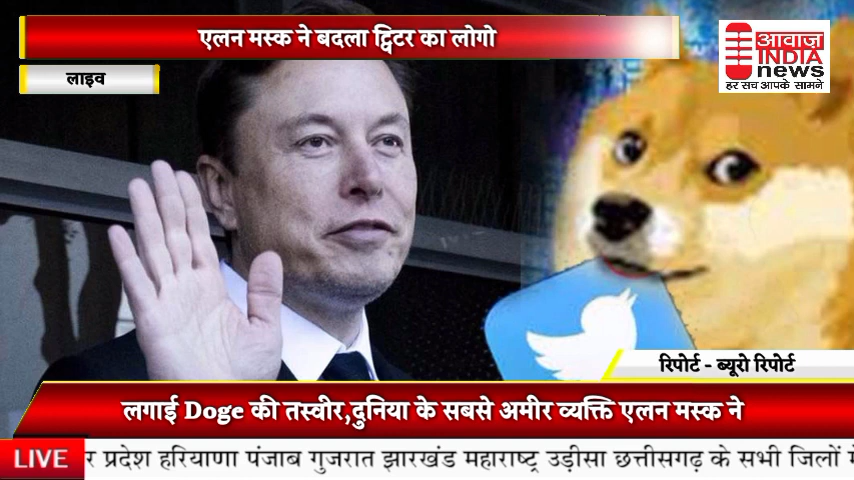 एलन मस्क ने बदला ट्विटर का लोगो
लाइव
आवाज़
INDIA
news
हर सच आपके सामने
रिपोर्ट - ब्यूरो रिपोर्ट
लगाई Doge की तस्वीर,दुनिया के सबसे अमीर व्यक्ति एलन मस्क ने
LIVE
प्रदेश हरियाणा पंजाब गुजरात झारखंड महाराष्ट्र उड़ीसा छत्तीसगढ़ के सभी जिलों